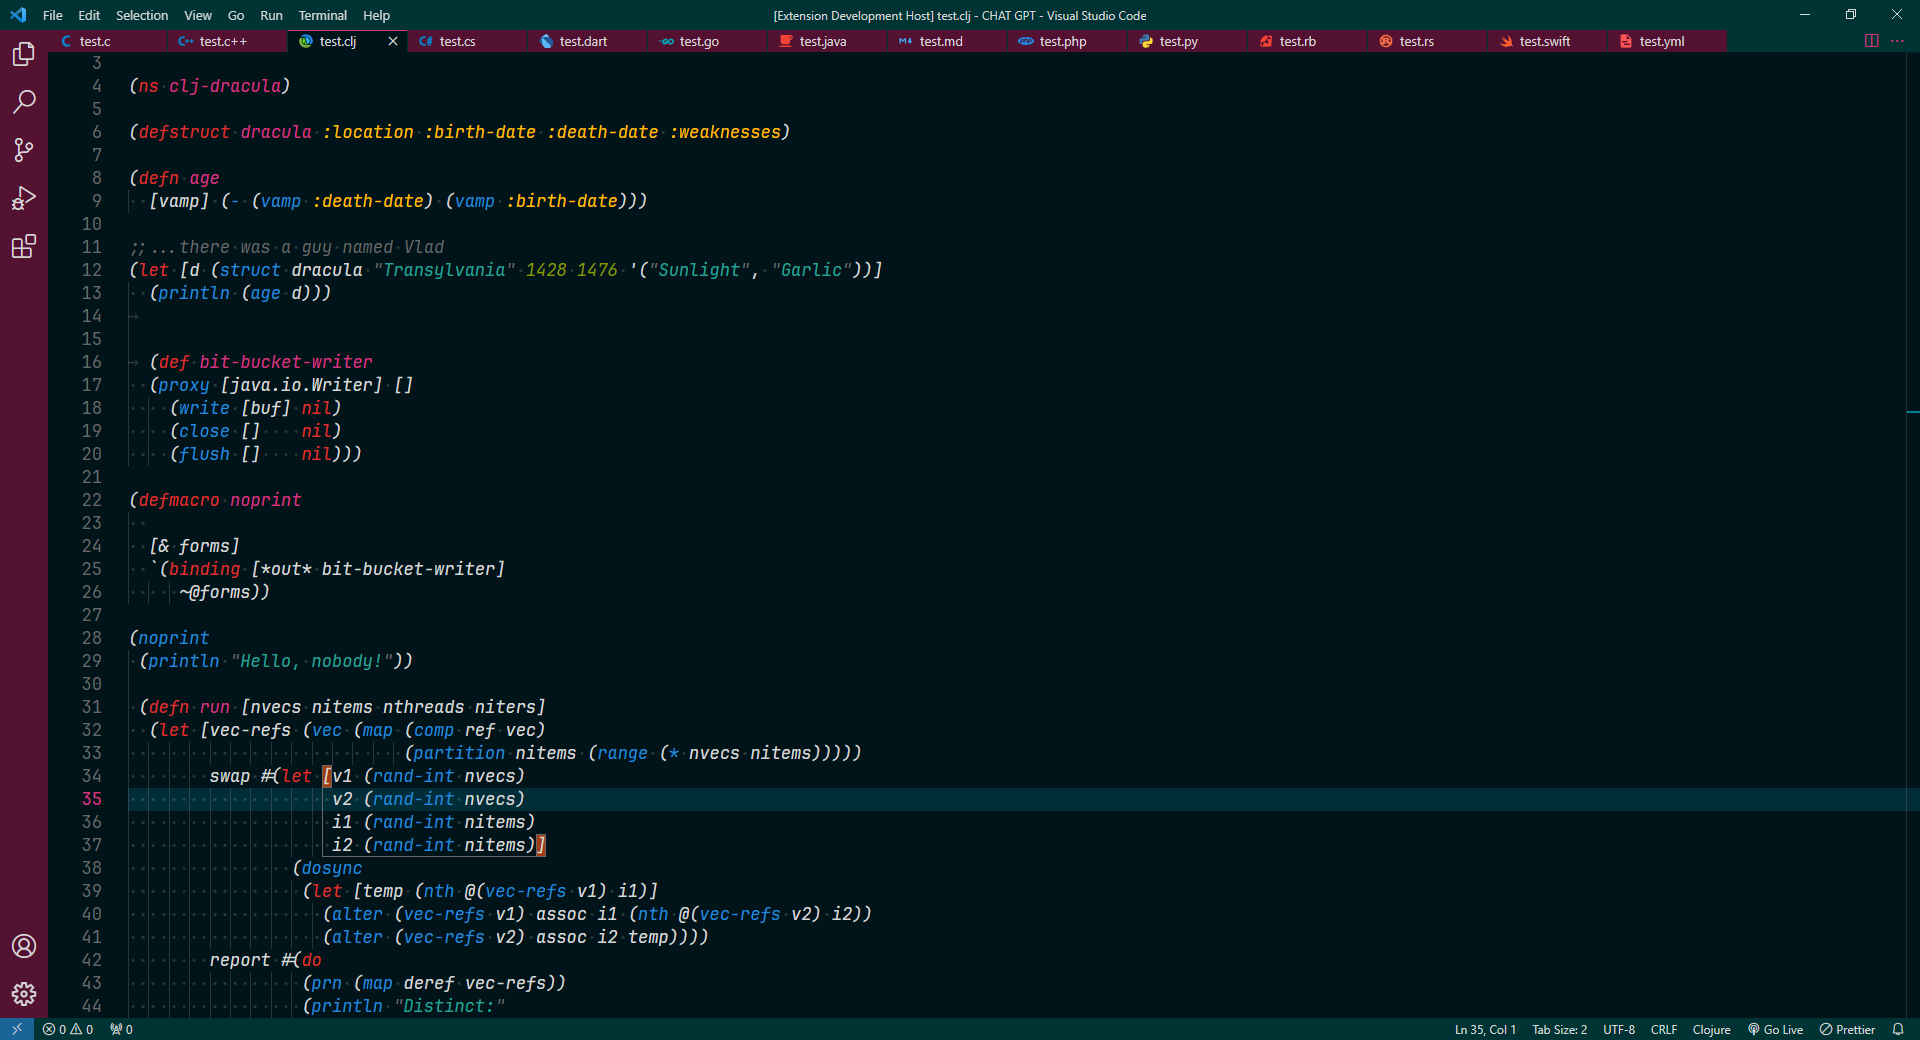 File Edit Selection View Go Run Terminal Help [Extension Development Host] test.clj - CHAT GPT - Visual Studio Code
test.c test.c++ test.clj test.cs test.dart test.go test.java test.md test.php test.py test.rb test.rs test.swift test.yml
3
4 (ns clj-dracula)
5
6 (defstruct dracula :location :birth-date :death-date :weaknesses)
7
8 (defn age
9 [vamp] (- (vamp :death-date) (vamp :birth-date)))
10
11 ;;...there was a guy named Vlad
12 (let [d (struct dracula "Transylvania" 1428 1476 '("Sunlight", "Garlic"))]
13 (println (age d)))
14
15
16 (def bit-bucket-writer
17 (proxy [java.io.Writer] []
18 (write [buf] nil)
19 (close [] nil)
20 (flush [] nil)))
21
22 (defmacro noprint
23
24 [& forms]
25 `(binding [*out* bit-bucket-writer]
26 ~@forms))
27
28 (noprint
29 (println "Hello, nobody!"))
30
31 (defn run [nvecs nitems nthreads niters]
32 (let [vec-refs (vec (map (comp ref vec)
33 (partition nitems (range (* nvecs nitems)))))
34 swap #(let [v1 (rand-int nvecs)
35 v2 (rand-int nvecs)
36 i1 (rand-int nitems)
37 i2 (rand-int nitems)]
38 (dosync
39 (let [temp (nth @(vec-refs v1) i1)]
40 (alter (vec-refs v1) assoc i1 (nth @(vec-refs v2) i2))
41 (alter (vec-refs v2) assoc i2 temp))))
42 report #(do
43 (prn (map deref vec-refs))
44 (println "Distinct:"
0 0 0 Ln 35, Col 1 Tab Size: 2 UTF-8 CRLF Clojure Go Live Prettier